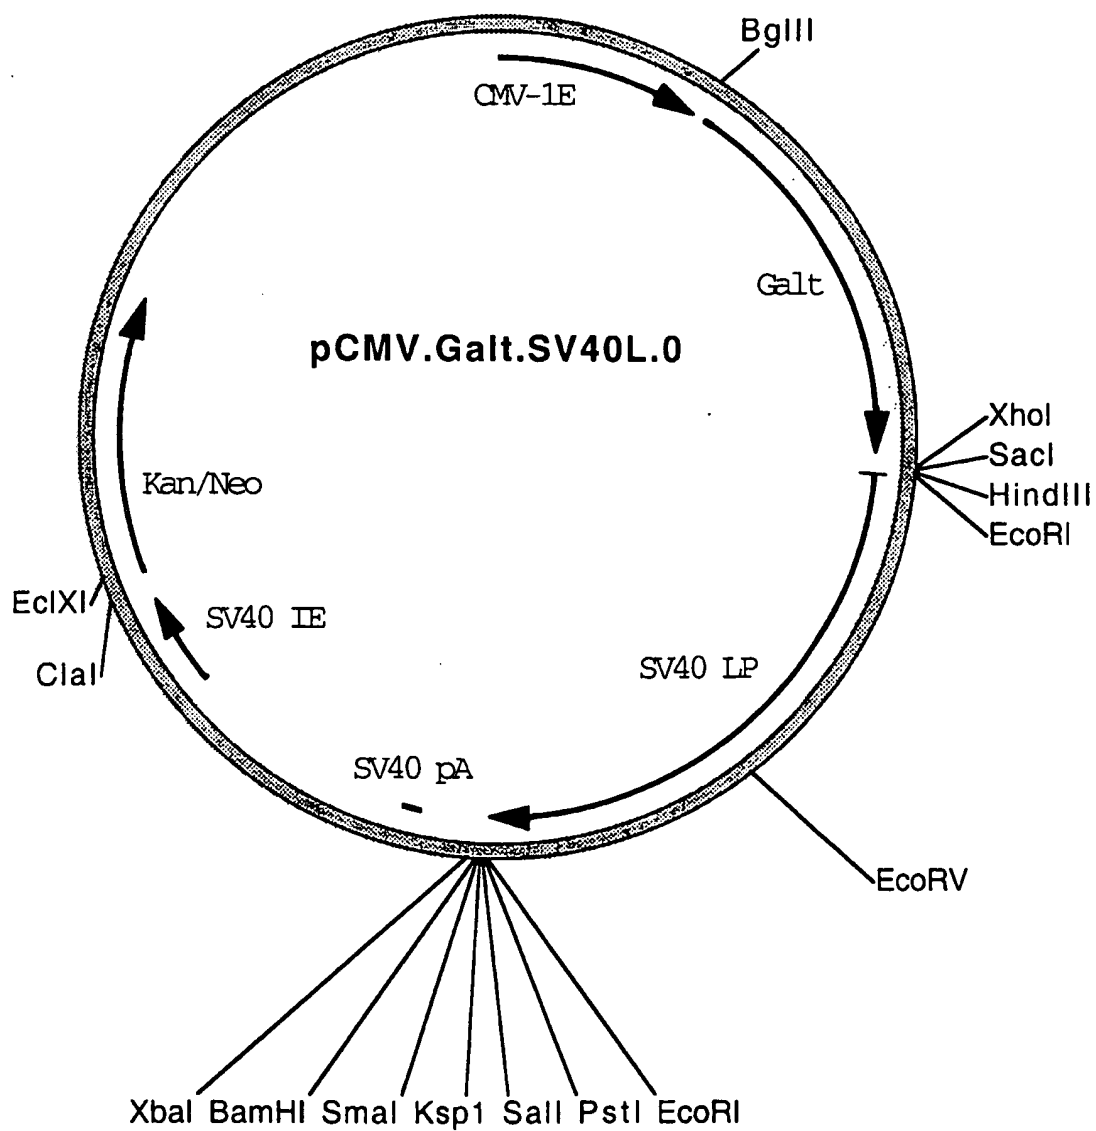 BglII
CMV-1E
Galt
pCMV.Galt.SV40L.0
XhoI
SacI
HindIII
EcoRI
Kan/Neo
EclXI
SV40 IE
ClaI
SV40 LP
SV40 pA
EcoRV
XbaI BamHI SmaI Ksp1 SalI PstI EcoRI